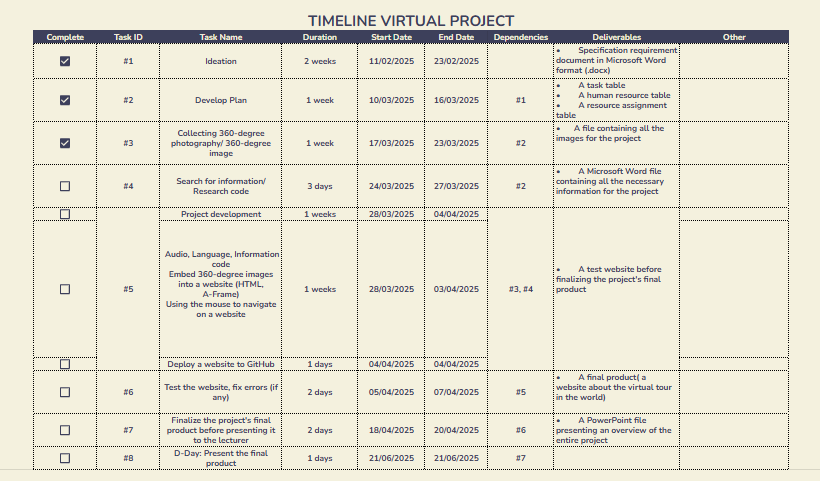 TIMELINE VIRTUAL PROJECT
Complete Task ID Task Name Duration Start Date End Date Dependencies Deliverables Other
#1 Ideation 2 weeks 11/02/2025 23/02/2025
• Specification requirement
document in Microsoft Word
format (.docx)
#2 Develop Plan 1 week 10/03/2025 16/03/2025 #1
• A task table
• A human resource table
• A resource assignment
table
#3
Collecting 360-degree
photography/ 360-degree
image
1 week 17/03/2025 23/03/2025 #2
• A file containing all the
images for the project
#4
Search for information/
Research code
3 days 24/03/2025 27/03/2025 #2
• A Microsoft Word file
containing all the necessary
information for the project
Project development 1 weeks 28/03/2025 04/04/2025
#5
Audio, Language, Information
code
Embed 360-degree images
into a website (HTML,
A-Frame)
Using the mouse to navigate
on a website
1 weeks 28/03/2025 03/04/2025 #3, #4
• A test website before
finalizing the project's final
product
Deploy a website to GitHub 1 days 04/04/2025 04/04/2025
#6
Test the website, fix errors (if
any)
2 days 05/04/2025 07/04/2025 #5
• A final product( a
website about the virtual tour
in the world)
#7
Finalize the project's final
product before presenting it
to the lecturer
2 days 18/04/2025 20/04/2025 #6
• A PowerPoint file
presenting an overview of the
entire project
#8
D-Day: Present the final
product
1 days 21/06/2025 21/06/2025 #7